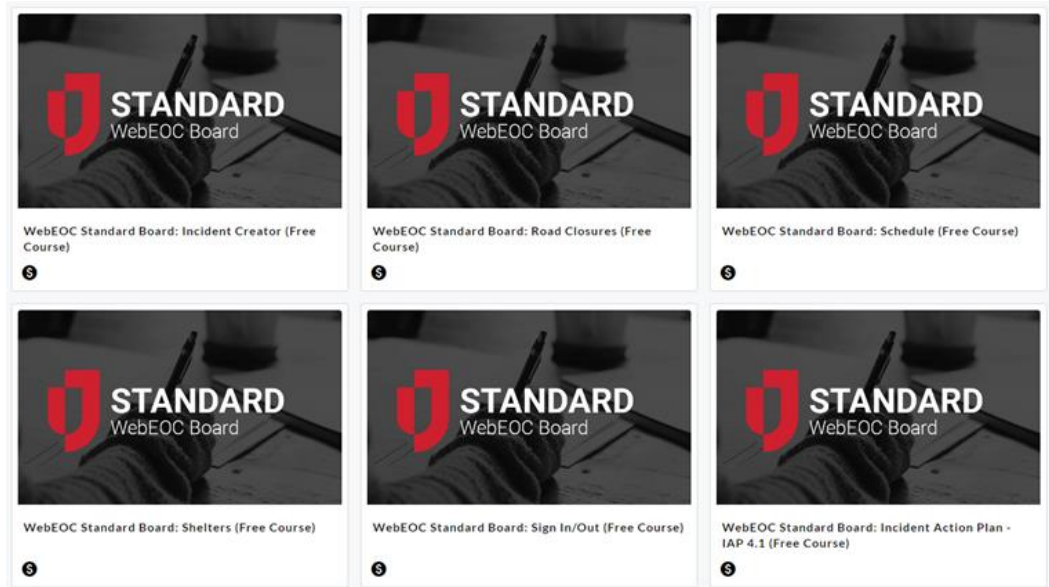 STANDARD
WebEOC Board
STANDARD
WebEOC Board
STANDARD
WebEOC Board
WebEOC Standard Board: Incident Creator (Free
Course)
$
WebEOC Standard Board: Road Closures (Free
Course)
$
WebEOC Standard Board: Schedule (Free Course)
$
STANDARD
WebEOC Board
STANDARD
WebEOC Board
STANDARD
WebEOC Board
WebEOC Standard Board: Shelters (Free Course)
$
WebEOC Standard Board: Sign In/Out (Free Course)
$
WebEOC Standard Board: Incident Action Plan -
IAP 4.1 (Free Course)
$